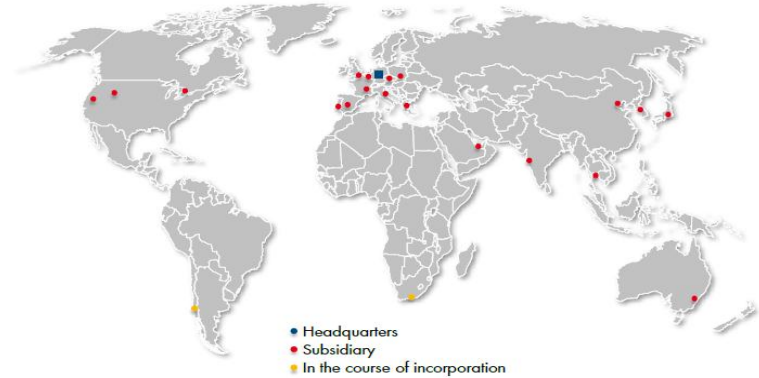 Headquarters
Subsidiary
In the course of incorporation